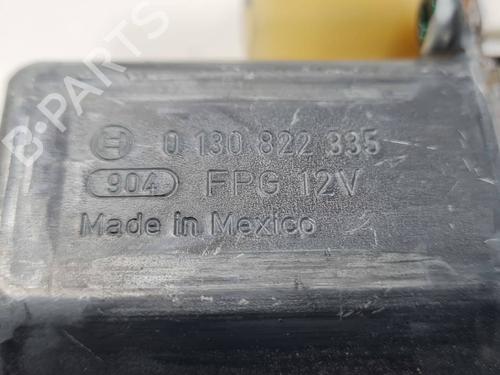 B-PARTS
0 130 822 335
904 FPG 12V
Made in Mexico